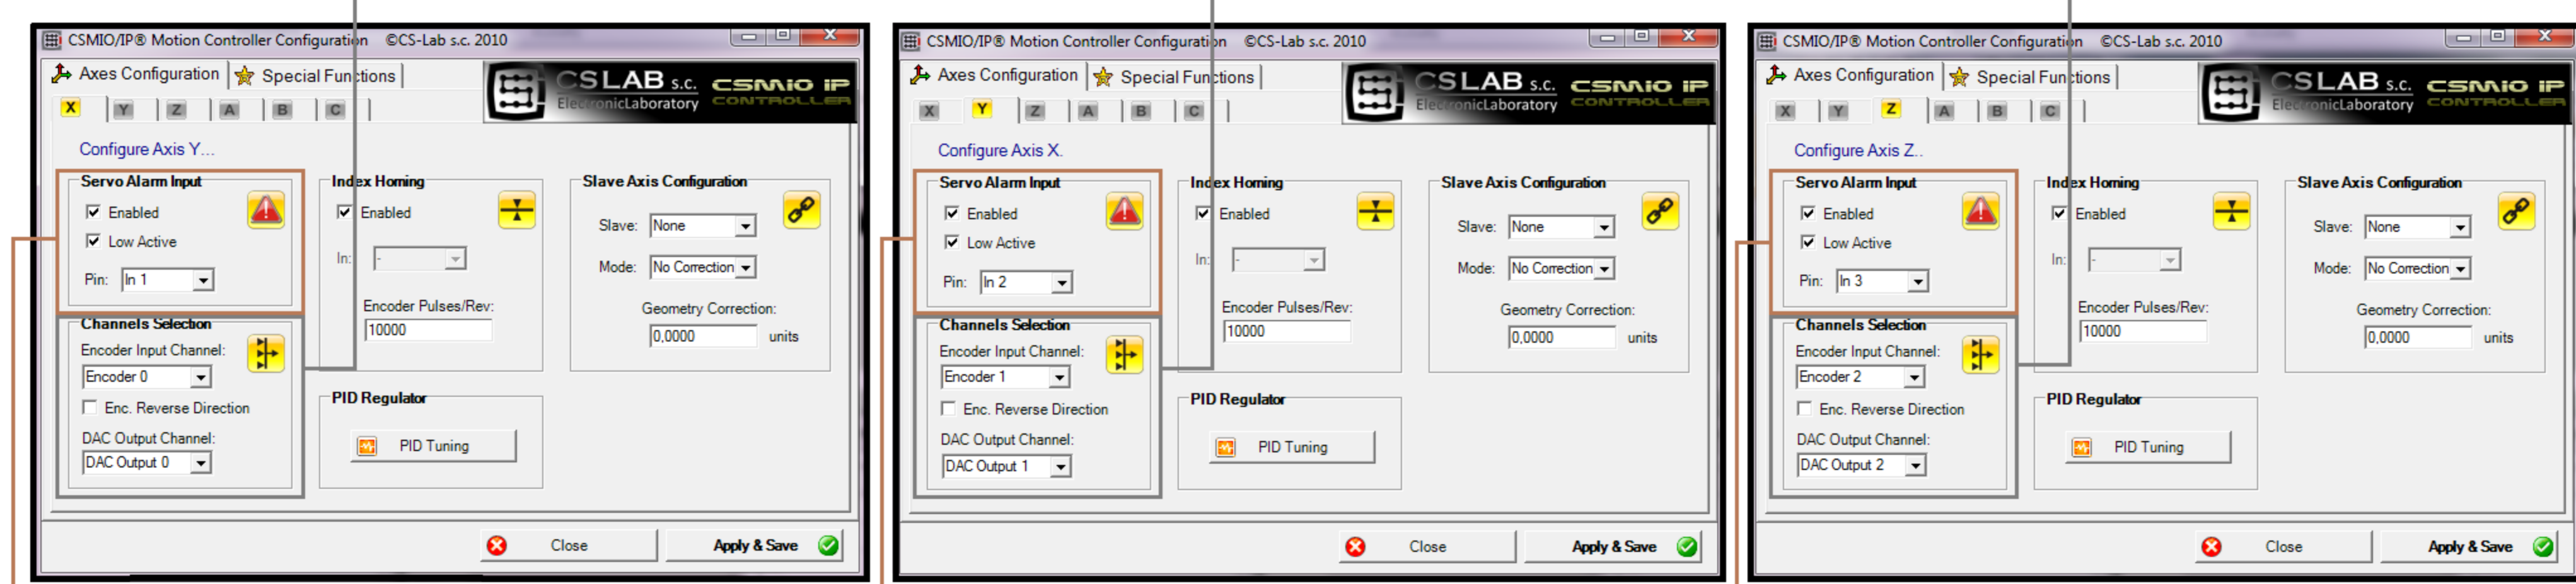 CSMIO/IP® Motion Controller Configuration ©CS-Lab s.c. 2010
Axes Configuration Special Functions
CSLAB s.c. CSMIO IP
ElectronicLaboratory CONTROLLER
X Y Z A B C
Configure Axis Y...
Servo Alarm Input
Enabled
Low Active
Pin: In 1
Index Homing
Enabled
In: -
Encoder Pulses/Rev:
10000
Slave Axis Configuration
Slave: None
Mode: No Correction
Geometry Correction:
0,0000 units
Channels Selection
Encoder Input Channel:
Encoder 0
Enc. Reverse Direction
DAC Output Channel:
DAC Output 0
PID Regulator
PID Tuning
Close Apply & Save
CSMIO/IP® Motion Controller Configuration ©CS-Lab s.c. 2010
Axes Configuration Special Functions
CSLAB s.c. CSMIO IP
ElectronicLaboratory CONTROLLER
X Y Z A B C
Configure Axis X.
Servo Alarm Input
Enabled
Low Active
Pin: In 2
Index Homing
Enabled
In: -
Encoder Pulses/Rev:
10000
Slave Axis Configuration
Slave: None
Mode: No Correction
Geometry Correction:
0,0000 units
Channels Selection
Encoder Input Channel:
Encoder 1
Enc. Reverse Direction
DAC Output Channel:
DAC Output 1
PID Regulator
PID Tuning
Close Apply & Save
CSMIO/IP® Motion Controller Configuration ©CS-Lab s.c. 2010
Axes Configuration Special Functions
CSLAB s.c. CSMIO IP
ElectronicLaboratory CONTROLLER
X Y Z A B C
Configure Axis Z..
Servo Alarm Input
Enabled
Low Active
Pin: In 3
Index Homing
Enabled
In: -
Encoder Pulses/Rev:
10000
Slave Axis Configuration
Slave: None
Mode: No Correction
Geometry Correction:
0,0000 units
Channels Selection
Encoder Input Channel:
Encoder 2
Enc. Reverse Direction
DAC Output Channel:
DAC Output 2
PID Regulator
PID Tuning
Close Apply & Save